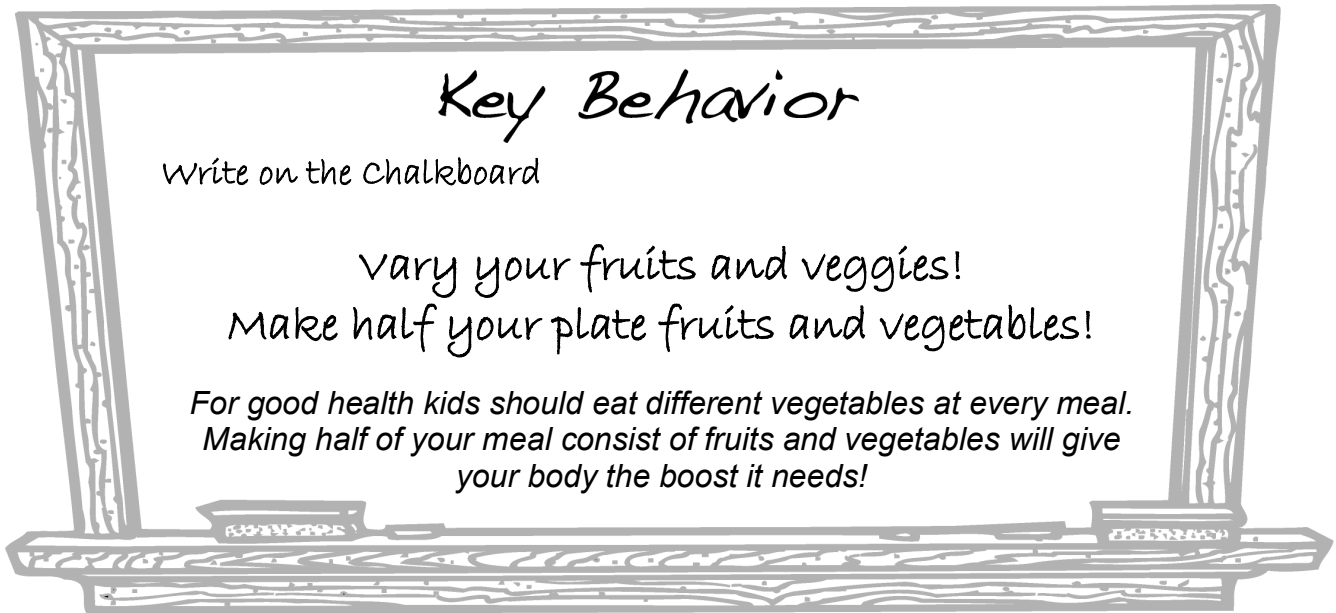 Key Behavior
Write on the Chalkboard
Vary your fruits and veggies!
Make half your plate fruits and vegetables!
For good health kids should eat different vegetables at every meal.
Making half of your meal consist of fruits and vegetables will give
your body the boost it needs!